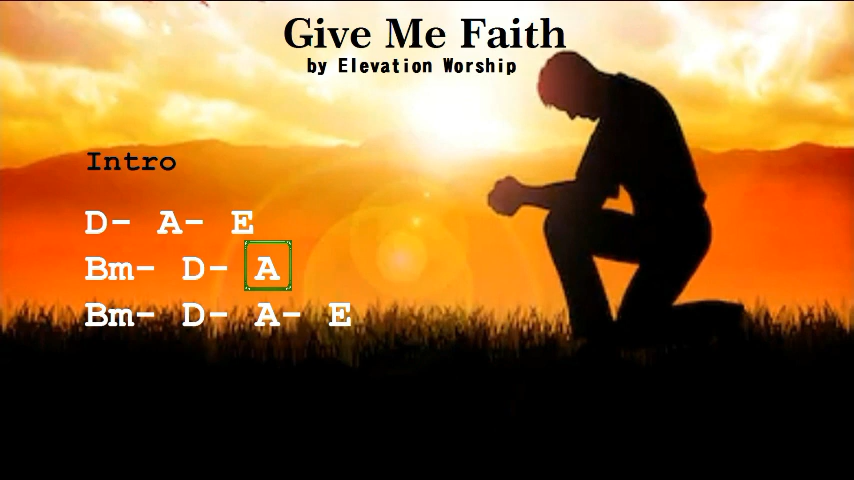 Give Me Faith
by Elevation Worship
Intro
D- A- E
Bm- D- A
Bm- D- A- E